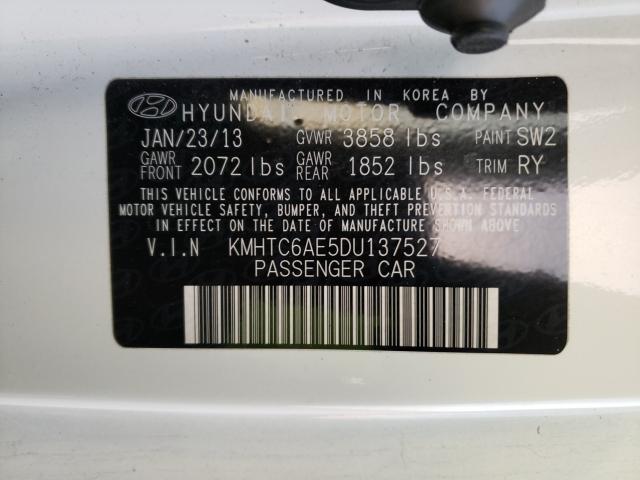 MANUFACTURED IN KOREA BY
HYUNDAI MOTOR COMPANY
JAN/23/13 GVWR 3858 lbs PAINT SW2
GAWR FRONT 2072 lbs GAWR REAR 1852 lbs TRIM RY
THIS VEHICLE CONFORMS TO ALL APPLICABLE U.S.A. FEDERAL
MOTOR VEHICLE SAFETY, BUMPER, AND THEFT PREVENTION STANDARDS
IN EFFECT ON THE DATE OF MANUFACTURE SHOWN ABOVE
V.I.N KMHTC6AE5DU137527
PASSENGER CAR